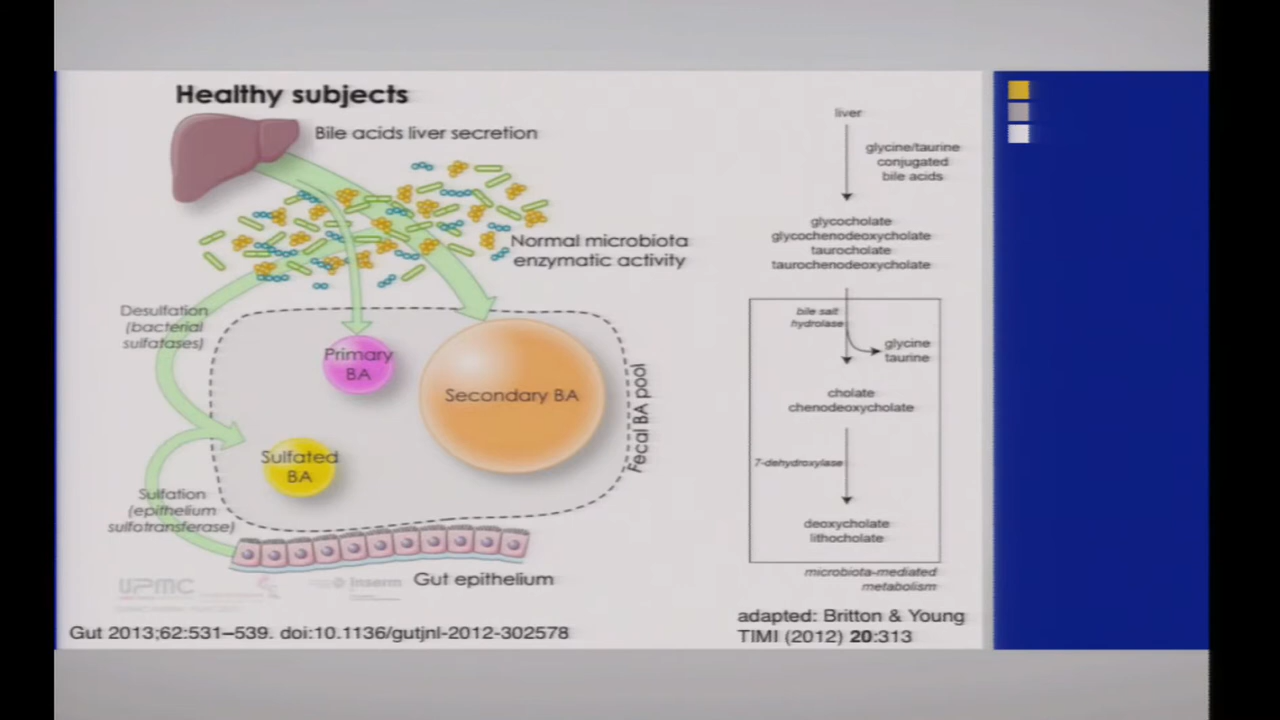 Healthy subjects
Bile acids liver secretion
Normal microbiota
enzymatic activity
Desulfation
(bacterial
sulfatases)
Primary
BA
Secondary BA
Fecal BA pool
Sulfated
BA
Sulfation
(epithelium
sulfotransferase)
Gut epithelium
UPMC
Inserm
Gut 2013;62:531–539. doi:10.1136/gutjnl-2012-302578
liver
glycine/taurine
conjugated
bile acids
glycocholate
glycochenodeoxycholate
taurocholate
taurochenodeoxycholate
bile salt
hydrolase
glycine
taurine
cholate
chenodeoxycholate
7-dehydroxylase
deoxycholate
lithocholate
microbiota-mediated
metabolism
adapted: Britton & Young
TIMI (2012) 20:313